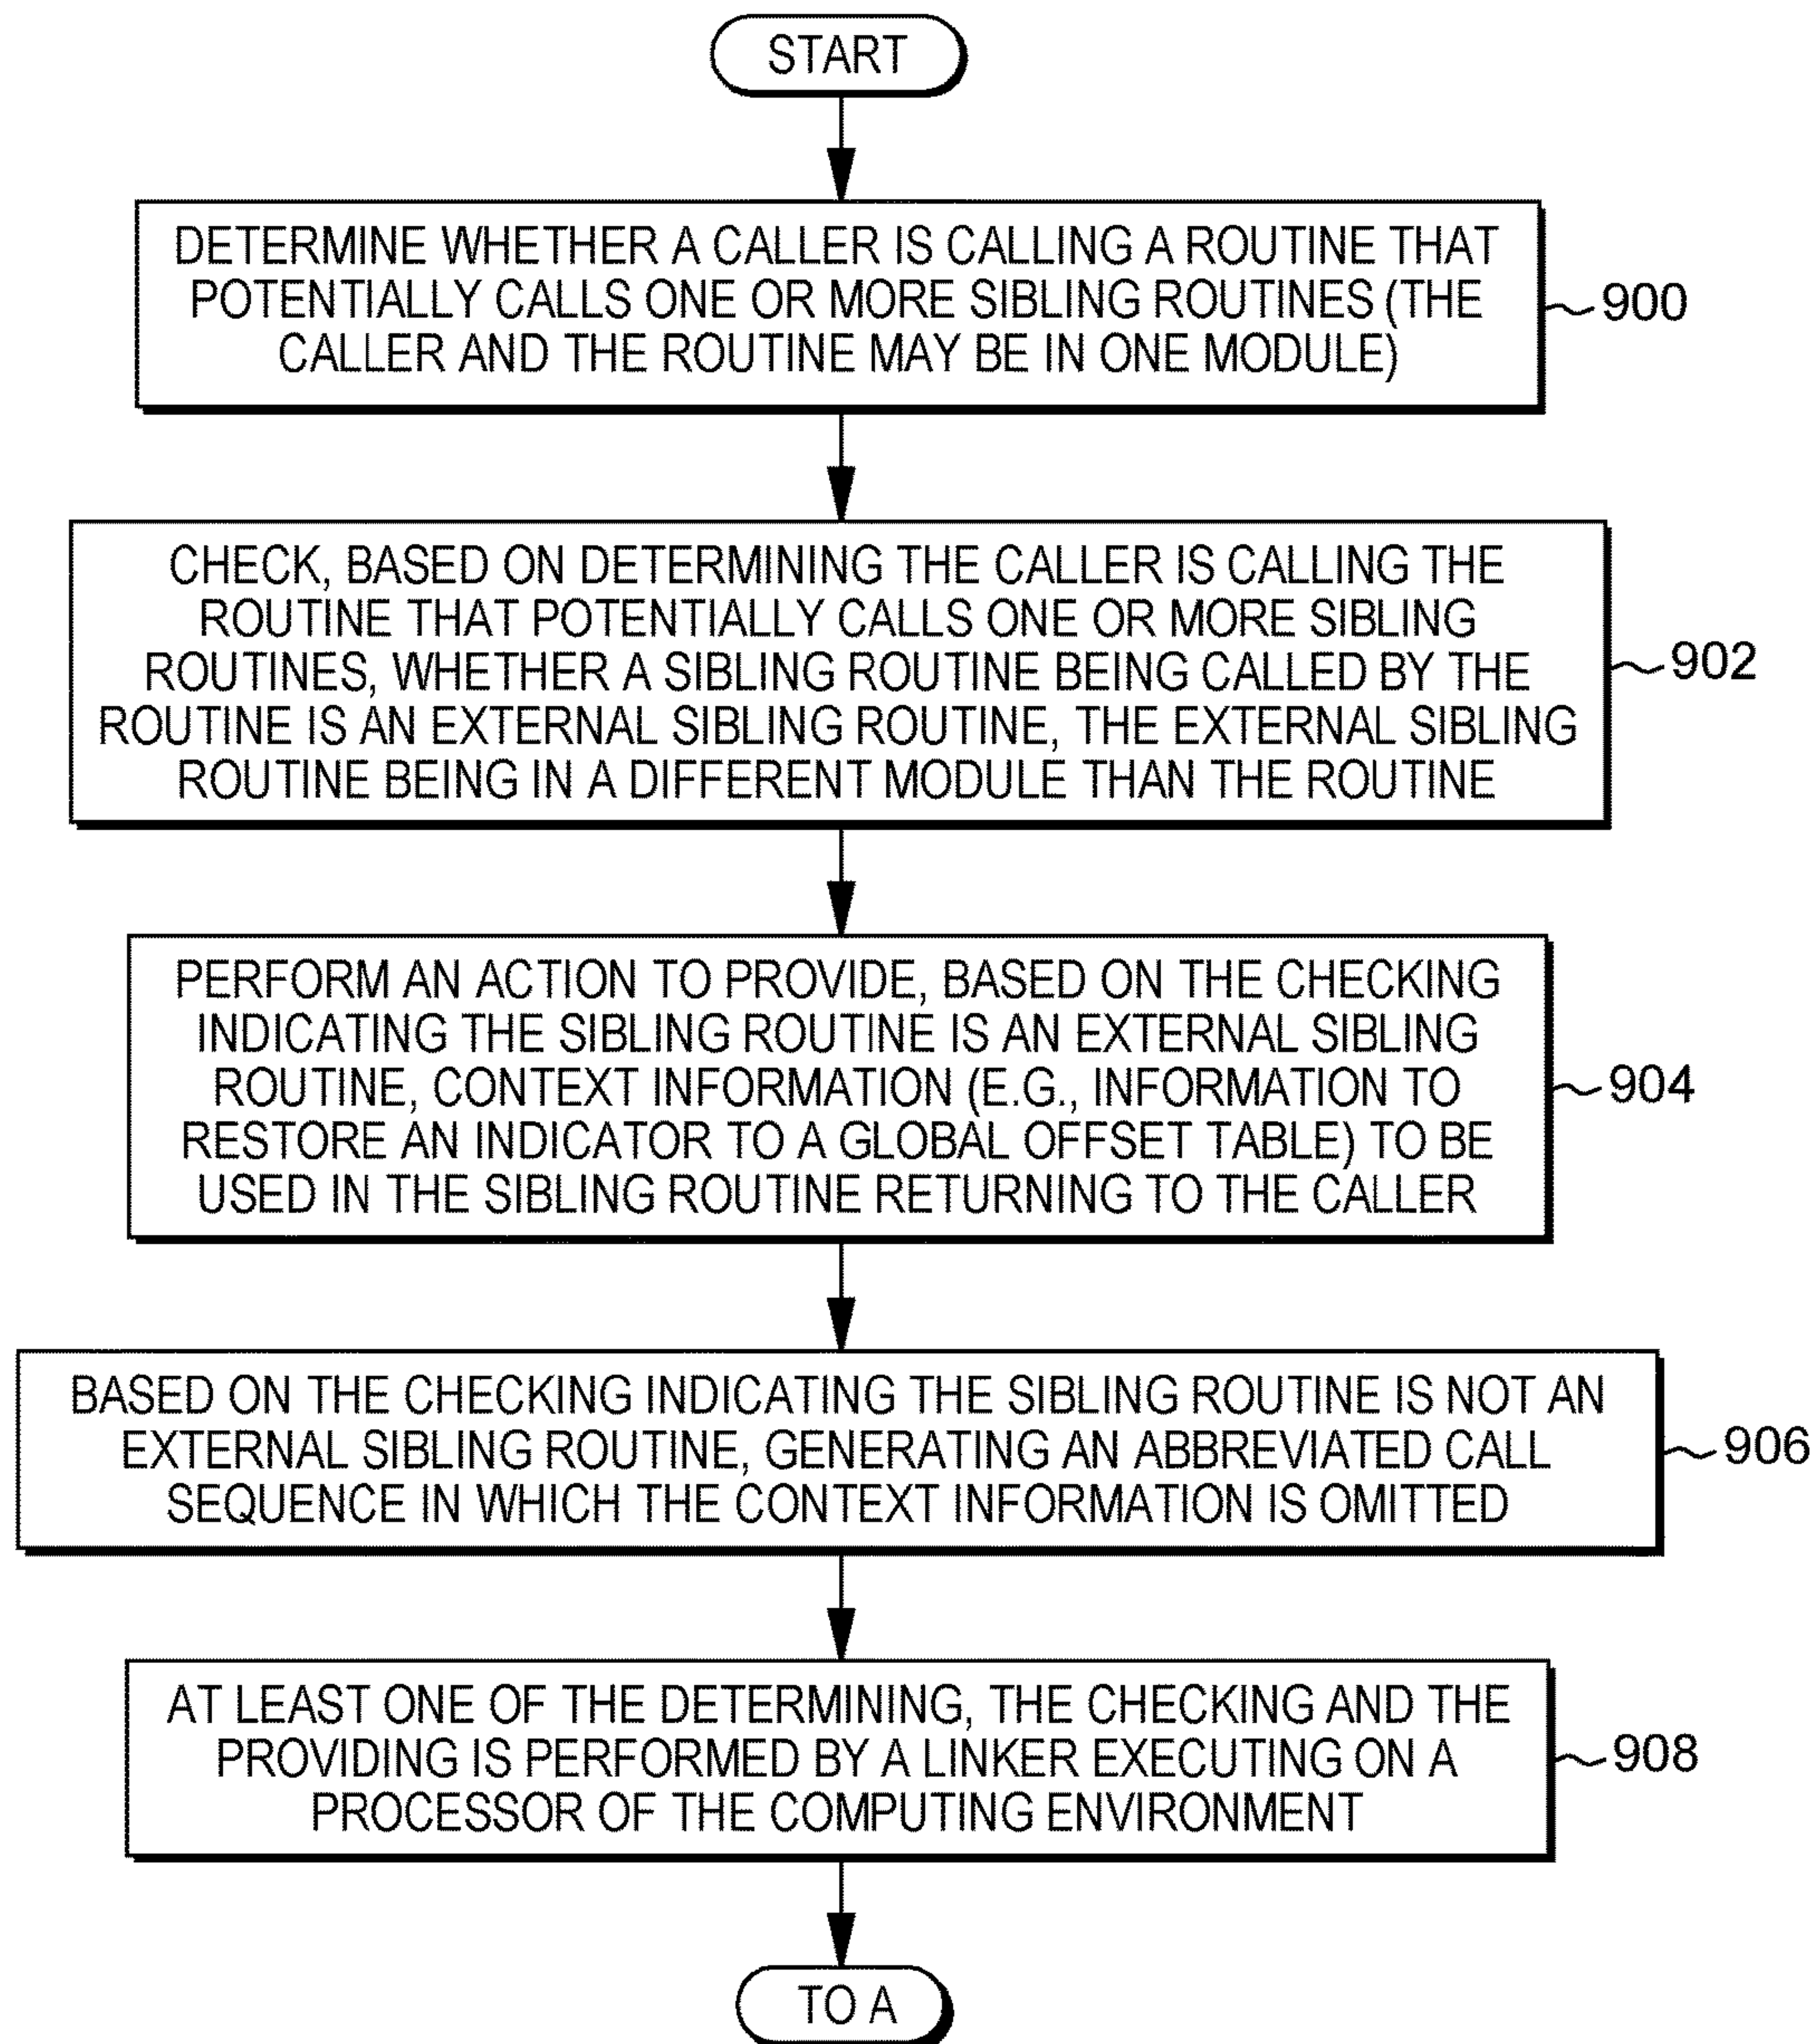 START
DETERMINE WHETHER A CALLER IS CALLING A ROUTINE THAT
POTENTIALLY CALLS ONE OR MORE SIBLING ROUTINES (THE
CALLER AND THE ROUTINE MAY BE IN ONE MODULE)
900
CHECK, BASED ON DETERMINING THE CALLER IS CALLING THE
ROUTINE THAT POTENTIALLY CALLS ONE OR MORE SIBLING
ROUTINES, WHETHER A SIBLING ROUTINE BEING CALLED BY THE
ROUTINE IS AN EXTERNAL SIBLING ROUTINE, THE EXTERNAL SIBLING
ROUTINE BEING IN A DIFFERENT MODULE THAN THE ROUTINE
902
PERFORM AN ACTION TO PROVIDE, BASED ON THE CHECKING
INDICATING THE SIBLING ROUTINE IS AN EXTERNAL SIBLING
ROUTINE, CONTEXT INFORMATION (E.G., INFORMATION TO
RESTORE AN INDICATOR TO A GLOBAL OFFSET TABLE) TO BE
USED IN THE SIBLING ROUTINE RETURNING TO THE CALLER
904
BASED ON THE CHECKING INDICATING THE SIBLING ROUTINE IS NOT AN
EXTERNAL SIBLING ROUTINE, GENERATING AN ABBREVIATED CALL
SEQUENCE IN WHICH THE CONTEXT INFORMATION IS OMITTED
906
AT LEAST ONE OF THE DETERMINING, THE CHECKING AND THE
PROVIDING IS PERFORMED BY A LINKER EXECUTING ON A
PROCESSOR OF THE COMPUTING ENVIRONMENT
908
TO A